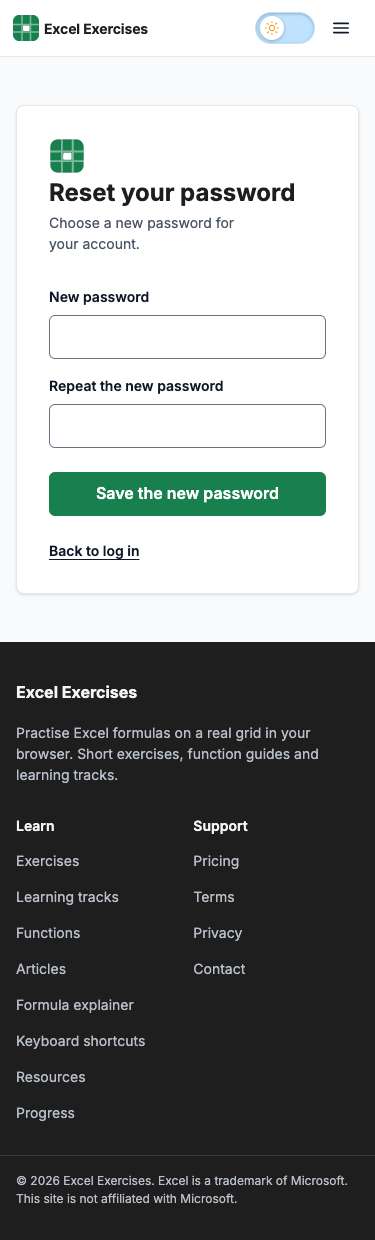 Excel Exercises
Reset your password
Choose a new password for
your account.
New password
Repeat the new password
Save the new password
Back to log in
Excel Exercises
Practise Excel formulas on a real grid in your
browser. Short exercises, function guides and
learning tracks.
Learn
Exercises
Learning tracks
Functions
Articles
Formula explainer
Keyboard shortcuts
Resources
Progress
Support
Pricing
Terms
Privacy
Contact
© 2026 Excel Exercises. Excel is a trademark of Microsoft.
This site is not affiliated with Microsoft.